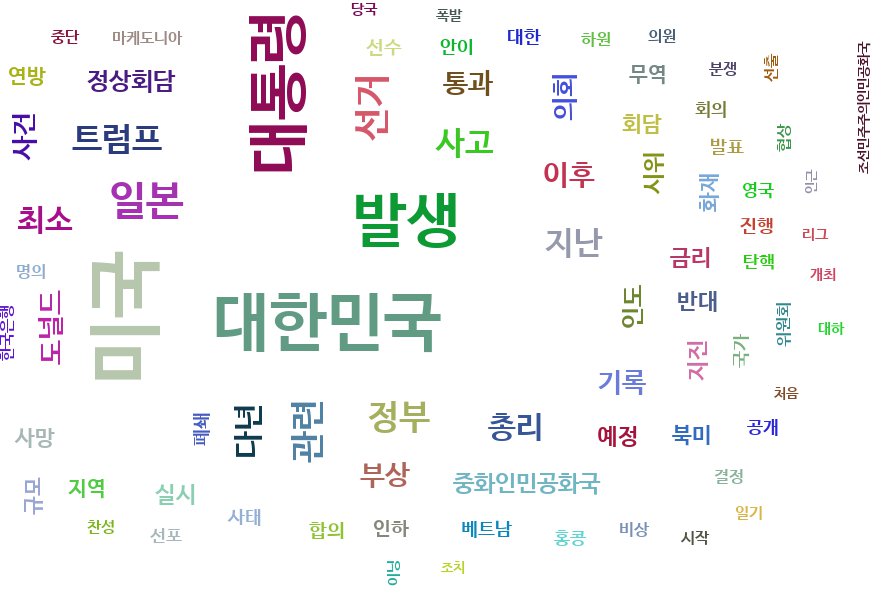 당국
폭발
중단
마케도니아
대통령
선수
안이
대한
하원
의원
연방
정상회담
선거
통과
의회
무역
분쟁
선출
조선민주주의인민공화국
사건
트럼프
사고
회담
회의
발표
협상
일본
이후
시위
화재
영국
인근
최소
발생
지난
진행
리그
명의
미국
금리
탄핵
개최
한국은행
도널드
대한민국
인도
반대
위원회
대하
지진
국가
기록
처음
사망
폐쇄
다년
관련
정부
총리
예정
북미
공개
규모
지역
실시
부상
중화인민공화국
결정
찬성
선포
사태
합의
인하
베트남
홍콩
비상
시작
일기
이닝
조치